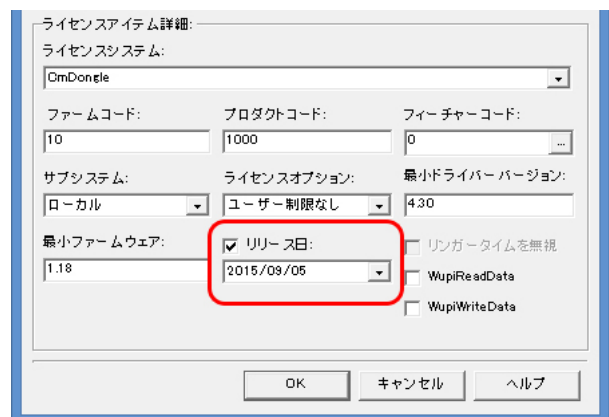 ライセンスアイテム詳細:
ライセンスシステム:
CmDongle
ファームコード: プロダクトコード: フィーチャーコード:
10 1000 0 ...
サブシステム: ライセンスオプション: 最小ドライバー バージョン:
ローカル ユーザー制限なし 4.30
最小ファームウェア: リリース日: リンガータイムを無視
1.18 2015/09/05 WupiReadData
WupiWriteData
OK キャンセル ヘルプ